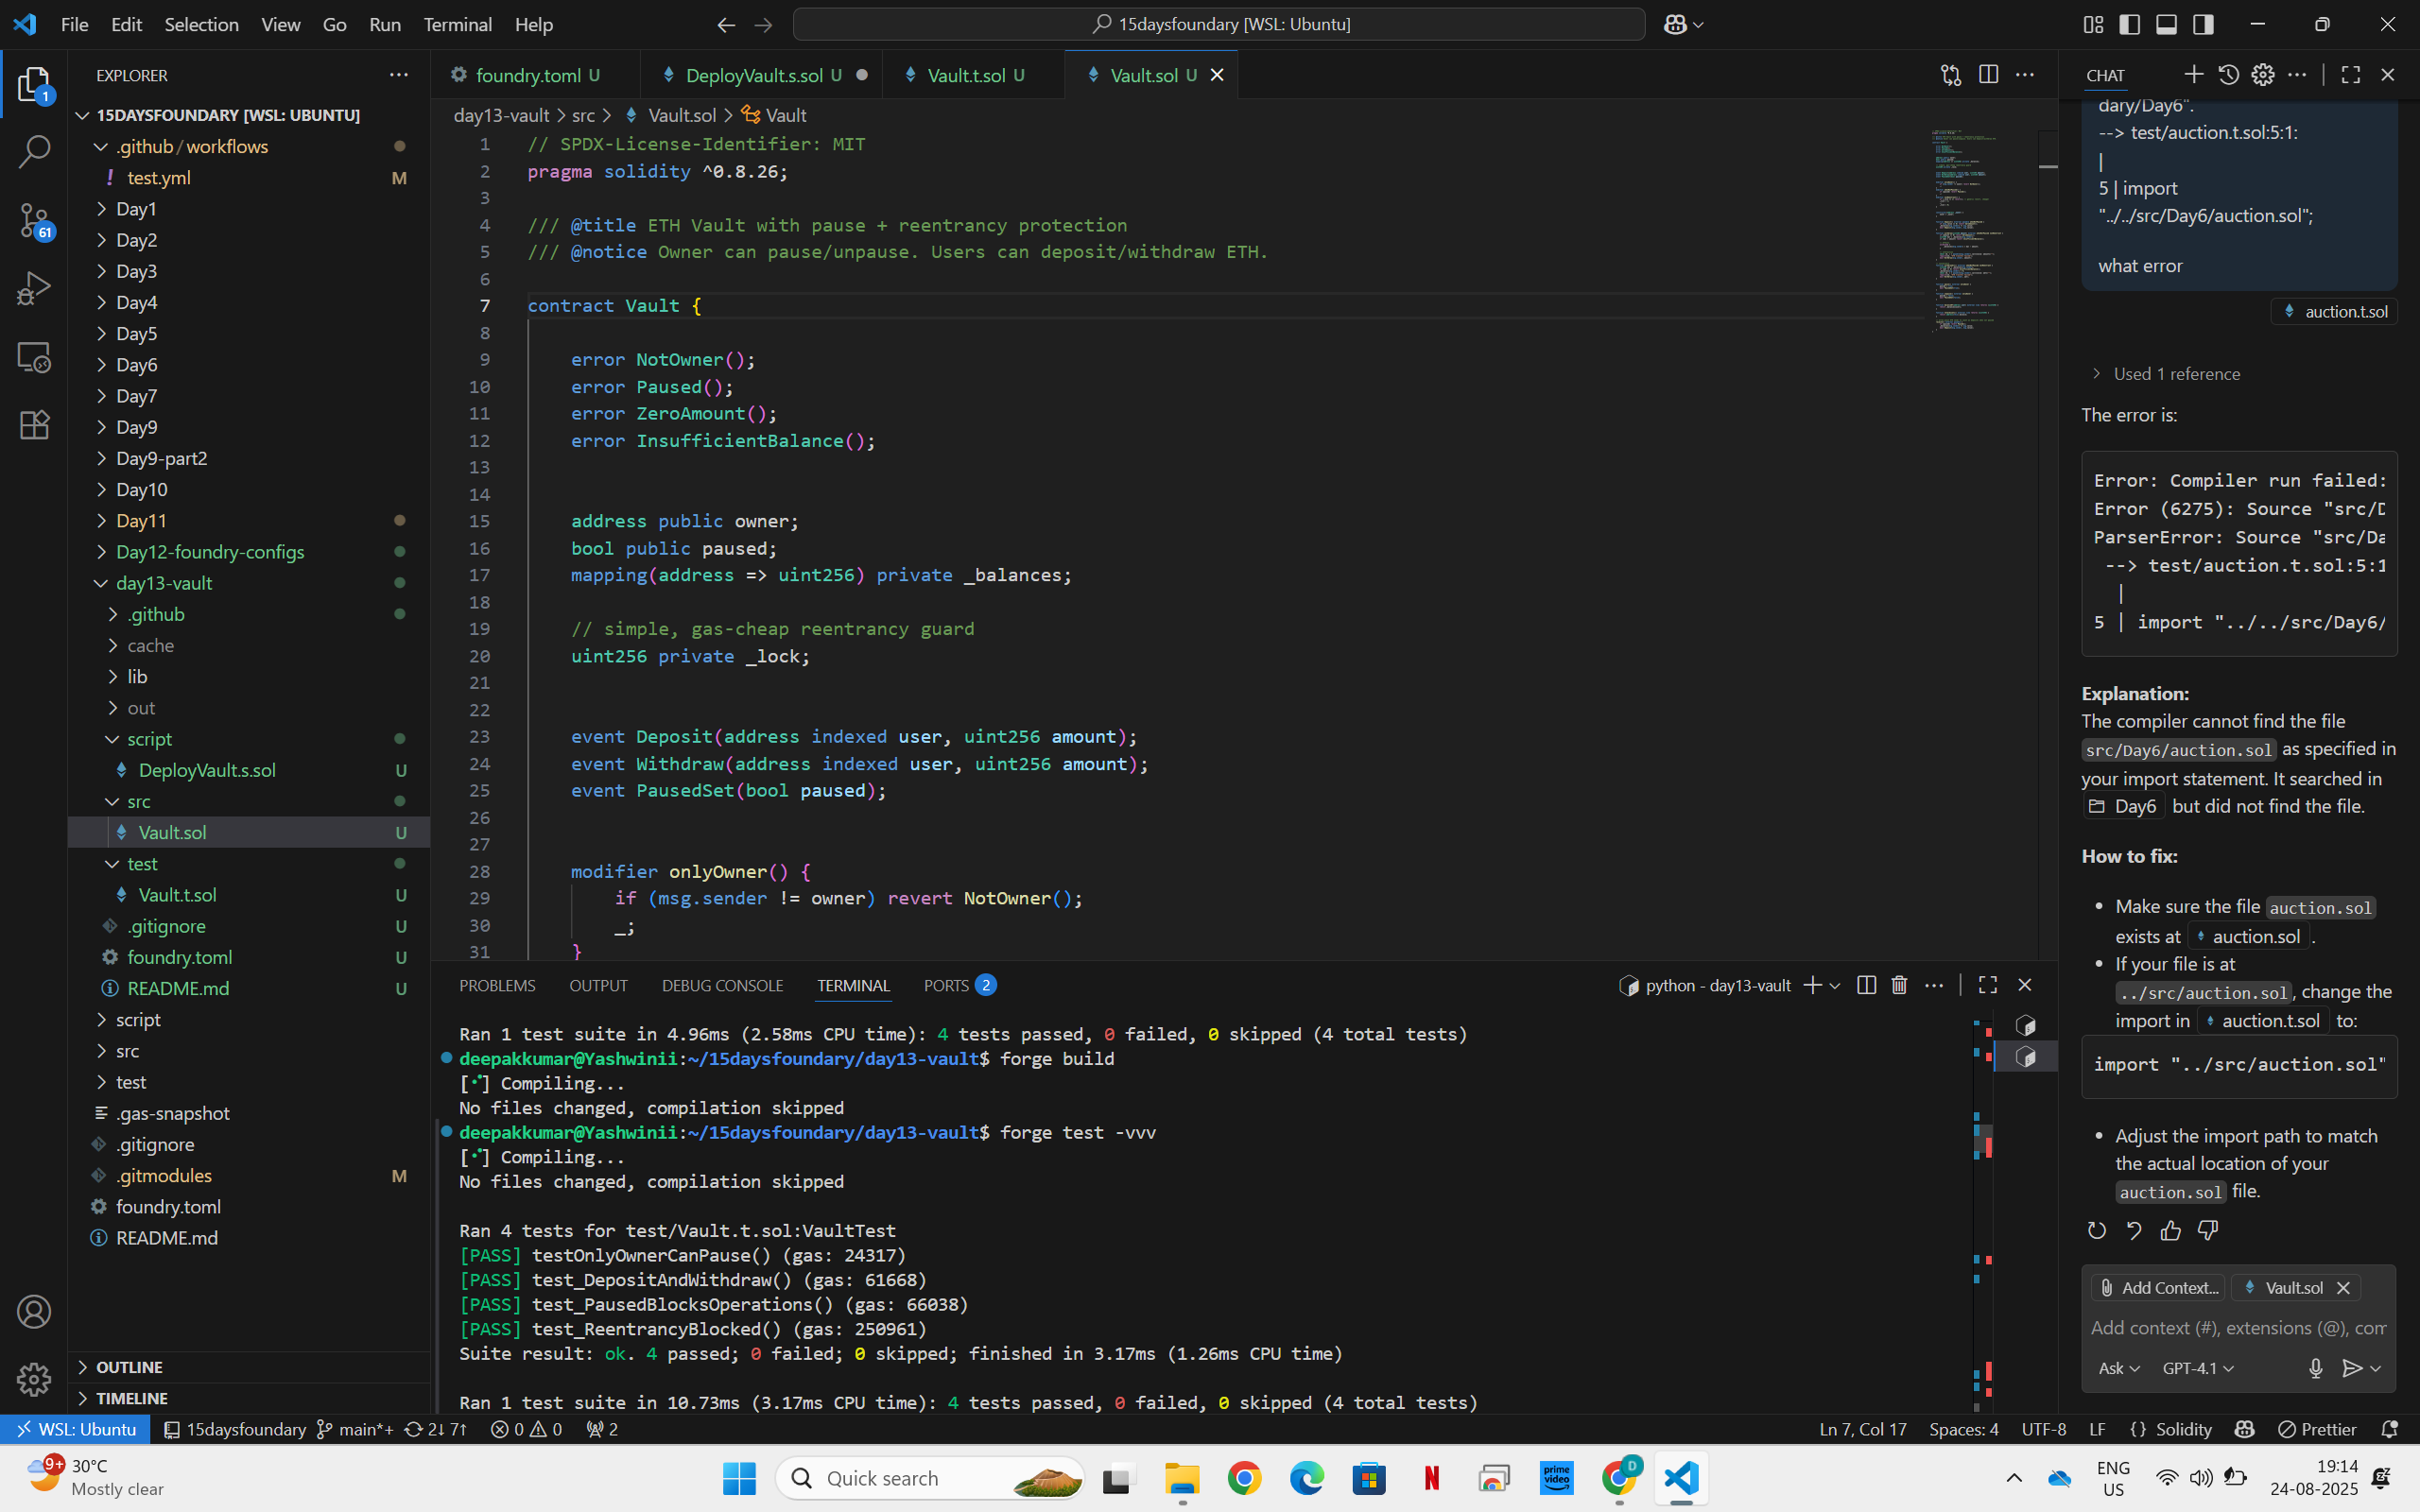 File Edit Selection View Go Run Terminal Help
15daysfoundary [WSL: Ubuntu]
EXPLORER
15DAYSFOUNDARY [WSL: UBUNTU]
.github / workflows
! test.yml M
Day1
Day2
Day3
Day4
Day5
Day6
Day7
Day9
Day9-part2
Day10
Day11
Day12-foundry-configs
day13-vault
.github
cache
lib
out
script
DeployVault.s.sol U
src
Vault.sol U
test
Vault.t.sol U
.gitignore U
foundry.toml U
README.md U
script
src
test
.gas-snapshot
.gitignore
.gitmodules M
foundry.toml
README.md
OUTLINE
TIMELINE
1
61
foundry.toml U DeployVault.s.sol U Vault.t.sol U Vault.sol U
day13-vault > src > Vault.sol > Vault
1 // SPDX-License-Identifier: MIT
2 pragma solidity ^0.8.26;
3
4 /// @title ETH Vault with pause + reentrancy protection
5 /// @notice Owner can pause/unpause. Users can deposit/withdraw ETH.
6
7 contract Vault {
8
9 error NotOwner();
10 error Paused();
11 error ZeroAmount();
12 error InsufficientBalance();
13
14
15 address public owner;
16 bool public paused;
17 mapping(address => uint256) private _balances;
18
19 // simple, gas-cheap reentrancy guard
20 uint256 private _lock;
21
22
23 event Deposit(address indexed user, uint256 amount);
24 event Withdraw(address indexed user, uint256 amount);
25 event PausedSet(bool paused);
26
27
28 modifier onlyOwner() {
29 if (msg.sender != owner) revert NotOwner();
30 _;
31 }
PROBLEMS OUTPUT DEBUG CONSOLE TERMINAL PORTS 2
python - day13-vault
Ran 1 test suite in 4.96ms (2.58ms CPU time): 4 tests passed, 0 failed, 0 skipped (4 total tests)
deepakkumar@Yashwinii:~/15daysfoundary/day13-vault$ forge build
[⠊] Compiling...
No files changed, compilation skipped
deepakkumar@Yashwinii:~/15daysfoundary/day13-vault$ forge test -vvv
[⠊] Compiling...
No files changed, compilation skipped
Ran 4 tests for test/Vault.t.sol:VaultTest
[PASS] testOnlyOwnerCanPause() (gas: 24317)
[PASS] test_DepositAndWithdraw() (gas: 61668)
[PASS] test_PausedBlocksOperations() (gas: 66038)
[PASS] test_ReentrancyBlocked() (gas: 250961)
Suite result: ok. 4 passed; 0 failed; 0 skipped; finished in 3.17ms (1.26ms CPU time)
Ran 1 test suite in 10.73ms (3.17ms CPU time): 4 tests passed, 0 failed, 0 skipped (4 total tests)
CHAT
dary/Day6".
--> test/auction.t.sol:5:1:
|
5 | import
"../../src/Day6/auction.sol";
what error
auction.t.sol
Used 1 reference
The error is:
Error: Compiler run failed:
Error (6275): Source "src/D
ParserError: Source "src/Da
--> test/auction.t.sol:5:1
|
5 | import "../../src/Day6/
Explanation:
The compiler cannot find the file
src/Day6/auction.sol as specified in
your import statement. It searched in
Day6 but did not find the file.
How to fix:
• Make sure the file auction.sol
exists at auction.sol .
• If your file is at
../src/auction.sol, change the
import in auction.t.sol to:
import "../src/auction.sol"
• Adjust the import path to match
the actual location of your
auction.sol file.
Add Context... Vault.sol
Add context (#), extensions (@), com
Ask GPT-4.1
WSL: Ubuntu 15daysfoundary main*+ 2↓ 7↑ 0 0 2
Ln 7, Col 17 Spaces: 4 UTF-8 LF {} Solidity Prettier
9+ 30°C
Mostly clear
Quick search
N
prime video
D
ENG
US
19:14
24-08-2025